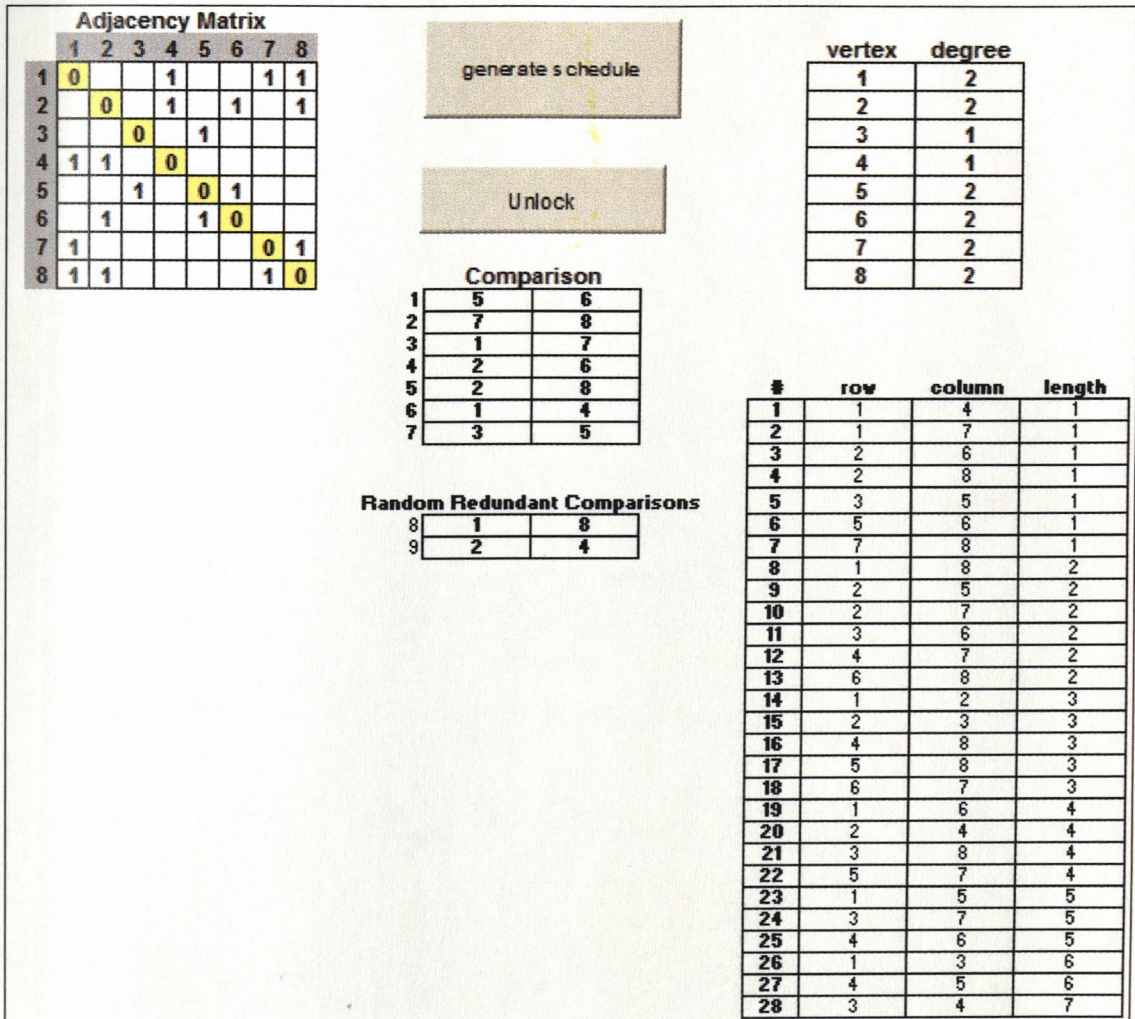 Adjacency Matrix
1 2 3 4 5 6 7 8
1 0 1 1 1
2 0 1 1 1
3 0 1
4 1 1 0
5 1 0 1
6 1 1 0
7 1 0 1
8 1 1 1 0
generate schedule
Unlock
Comparison
1 5 6
2 7 8
3 1 7
4 2 6
5 2 8
6 1 4
7 3 5
Random Redundant Comparisons
8 1 8
9 2 4
vertex degree
1 2
2 2
3 1
4 1
5 2
6 2
7 2
8 2
# row column length
1 1 4 1
2 1 7 1
3 2 6 1
4 2 8 1
5 3 5 1
6 5 6 1
7 7 8 1
8 1 8 2
9 2 5 2
10 2 7 2
11 3 6 2
12 4 7 2
13 6 8 2
14 1 2 3
15 2 3 3
16 4 8 3
17 5 8 3
18 6 7 3
19 1 6 4
20 2 4 4
21 3 8 4
22 5 7 4
23 1 5 5
24 3 7 5
25 4 6 5
26 1 3 6
27 4 5 6
28 3 4 7